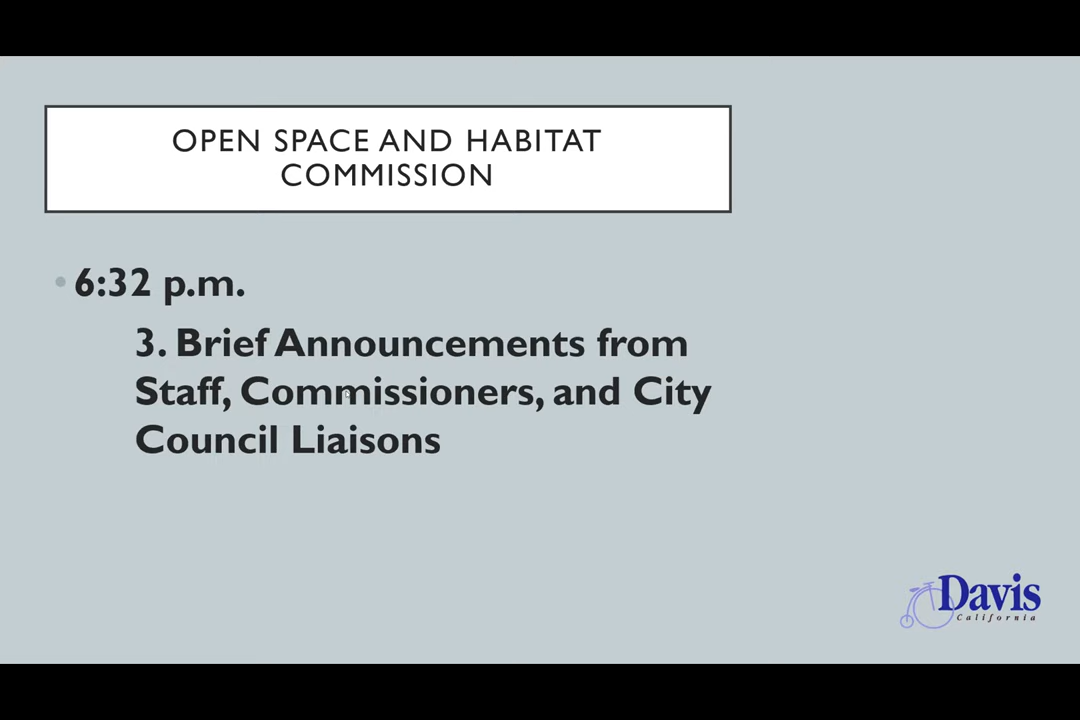 OPEN SPACE AND HABITAT
COMMISSION
• 6:32 p.m.
3. Brief Announcements from
Staff, Commissioners, and City
Council Liaisons
Davis
California